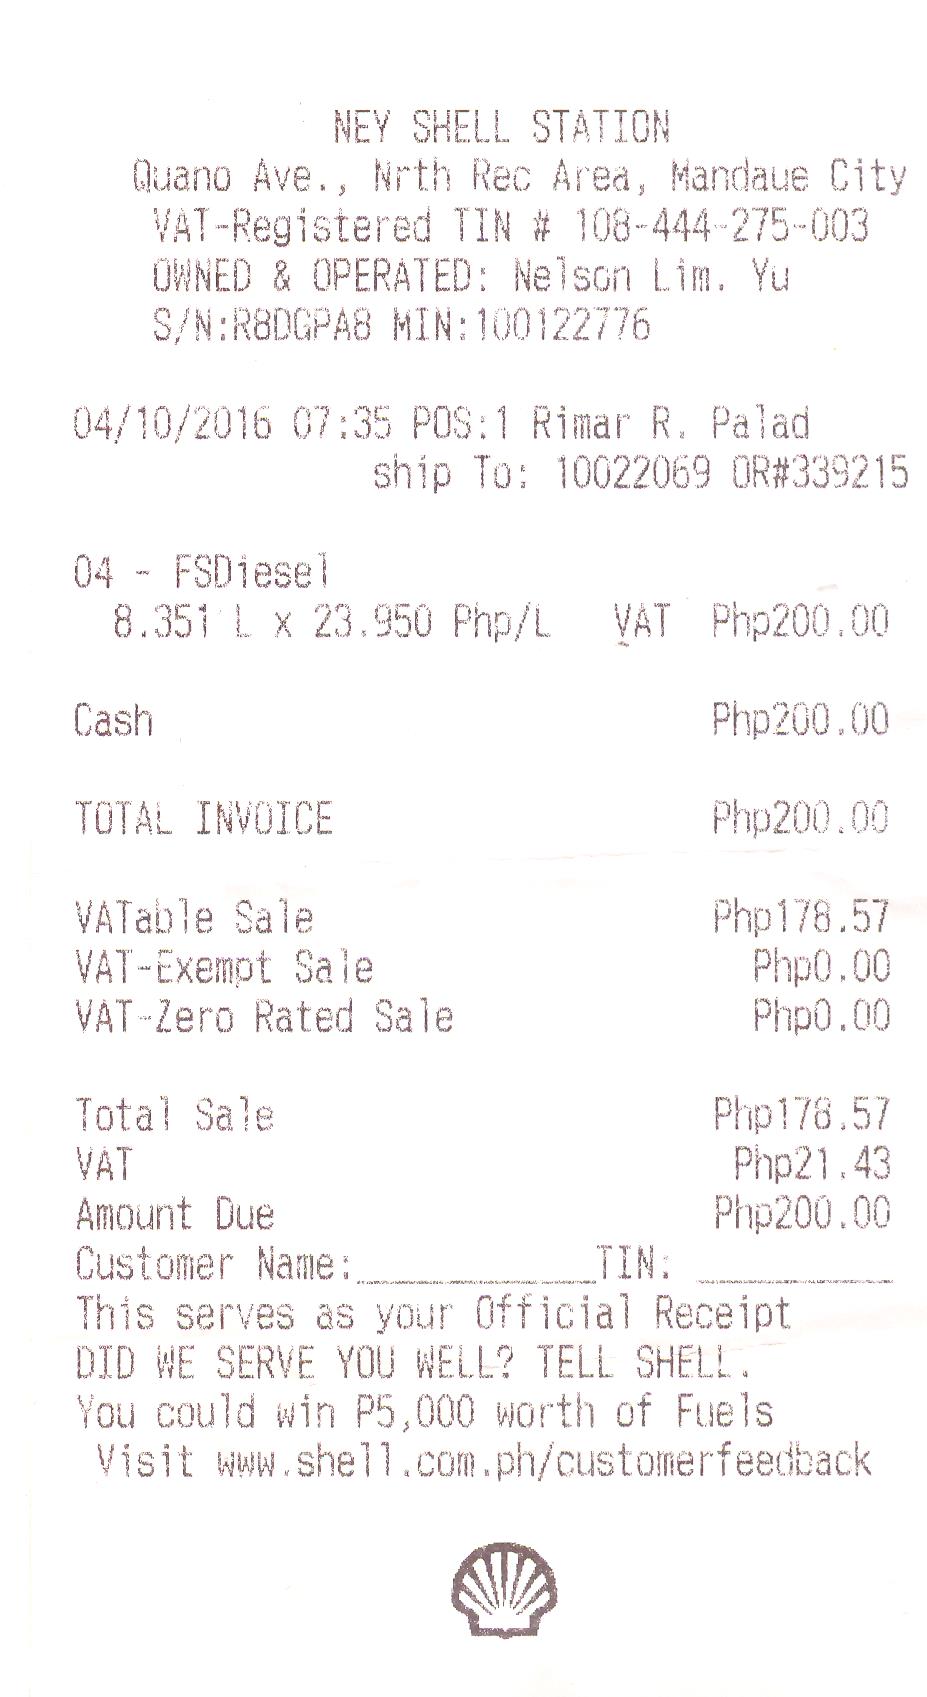 NEY SHELL STATION
Quano Ave., Nrth Rec Area, Mandaue City
VAT-Registered TIN # 108-444-275-003
OWNED & OPERATED: Nelson Lim. Yu
S/N:R8DGPA8 MIN:100122776
04/10/2016 07:35 POS:1 Rimar R. Palad
ship To: 10022069 OR#339215
04 - FSDiesel
8.351 L x 23.950 Php/L VAT Php200.00
Cash Php200.00
TOTAL INVOICE Php200.00
VATable Sale Php178.57
VAT-Exempt Sale Php0.00
VAT-Zero Rated Sale Php0.00
Total Sale Php178.57
VAT Php21.43
Amount Due Php200.00
Customer Name:____________TIN: __________
This serves as your Official Receipt
DID WE SERVE YOU WELL? TELL SHELL.
You could win P5,000 worth of Fuels
Visit www.shell.com.ph/customerfeedback